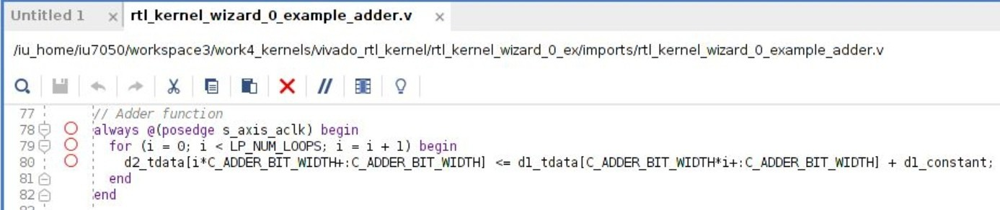 Untitled 1 × rtl_kernel_wizard_0_example_adder.v ×
/iu_home/iu7050/workspace3/work4_kernels/vivado_rtl_kernel/rtl_kernel_wizard_0_ex/imports/rtl_kernel_wizard_0_example_adder.v
77 // Adder function
78 always @(posedge s_axis_aclk) begin
79 for (i = 0; i < LP_NUM_LOOPS; i = i + 1) begin
80 d2_tdata[i*C_ADDER_BIT_WIDTH+:C_ADDER_BIT_WIDTH] <= d1_tdata[C_ADDER_BIT_WIDTH*i+:C_ADDER_BIT_WIDTH] + d1_constant;
81 end
82 end